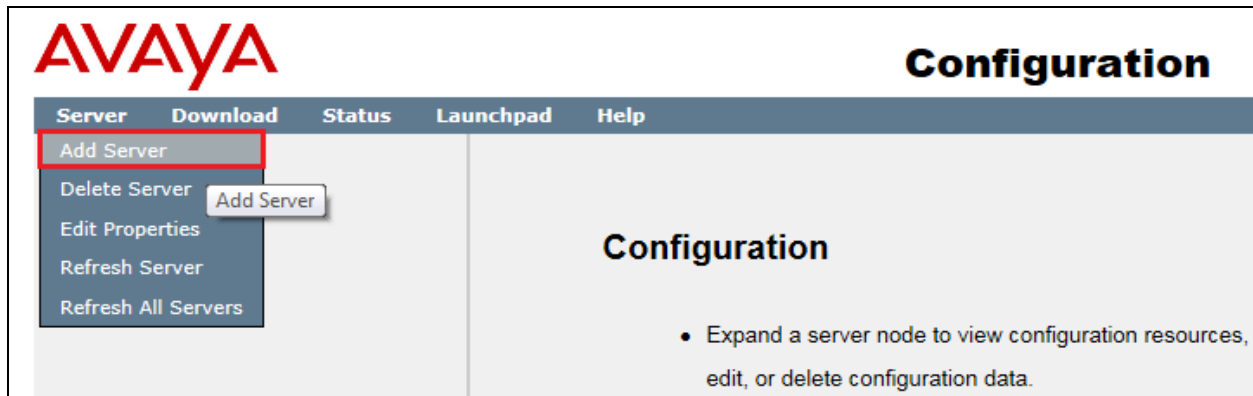 AVAYA
Configuration
Server Download Status Launchpad Help
Add Server
Delete Server
Add Server
Edit Properties
Refresh Server
Refresh All Servers
Configuration
• Expand a server node to view configuration resources,
edit, or delete configuration data.